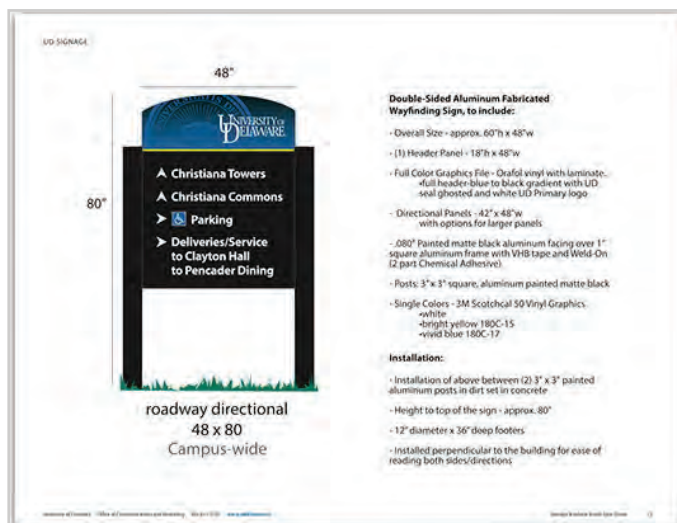 UD SIGNAGE
48"
80"
UNIVERSITY OF
DELAWARE
Christiana Towers
Christiana Commons
Parking
Deliveries/Service
to Clayton Hall
to Pencader Dining
roadway directional
48 x 80
Campus-wide
Double-Sided Aluminum Fabricated
Wayfinding Sign, to include:
- Overall Size - approx. 60"h x 48"w
- (1) Header Panel - 18"h x 48"w
- Full Color Graphics File - Orafol vinyl with laminate.
•full header-blue to black gradient with UD
seal ghosted and white UD Primary logo
- Directional Panels - 42" x 48"w
with options for larger panels
- .080" Painted matte black aluminum facing over 1"
square aluminum frame with VHB tape and Weld-On
(2 part Chemical Adhesive)
- Posts: 3" x 3" square, aluminum painted matte black
- Single Colors - 3M Scotchcal 50 Vinyl Graphics
•white
•bright yellow 180C-15
•vivid blue 180C-17
Installation:
- Installation of above between (2) 3" x 3" painted
aluminum posts in dirt set in concrete
- Height to top of the sign - approx. 80"
- 12" diameter x 36" deep footers
- Installed perpendicular to the building for ease of
reading both sides/directions